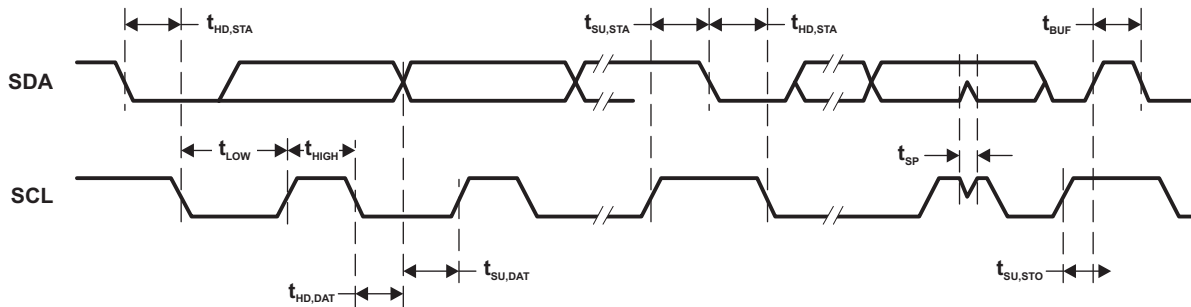 tHD,STA
tSU,STA
tHD,STA
tBUF
SDA
tLOW
tHIGH
tSP
SCL
tSU,DAT
tSU,STO
tHD,DAT